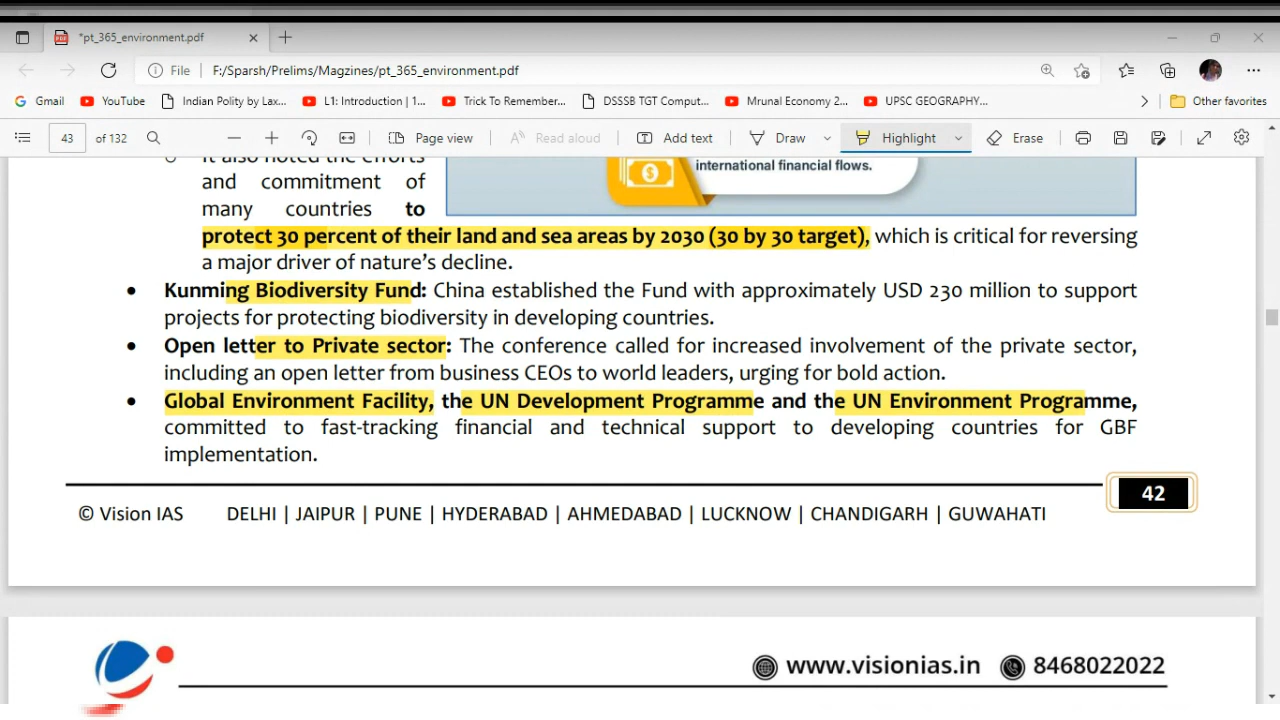 *pt_365_environment.pdf
File F:/Sparsh/Prelims/Magzines/pt_365_environment.pdf
Gmail YouTube Indian Polity by Lax... L1: Introduction | 1... Trick To Remember... DSSSB TGT Comput... Mrunal Economy 2... UPSC GEOGRAPHY... Other favorites
43 of 132 Page view Read aloud Add text Draw Highlight Erase
It also noted the efforts
international financial flows.
and commitment of
many countries to
protect 30 percent of their land and sea areas by 2030 (30 by 30 target), which is critical for reversing
a major driver of nature's decline.
• Kunming Biodiversity Fund: China established the Fund with approximately USD 230 million to support
projects for protecting biodiversity in developing countries.
• Open letter to Private sector: The conference called for increased involvement of the private sector,
including an open letter from business CEOs to world leaders, urging for bold action.
• Global Environment Facility, the UN Development Programme and the UN Environment Programme,
committed to fast-tracking financial and technical support to developing countries for GBF
implementation.
42
© Vision IAS DELHI | JAIPUR | PUNE | HYDERABAD | AHMEDABAD | LUCKNOW | CHANDIGARH | GUWAHATI
www.visionias.in 8468022022